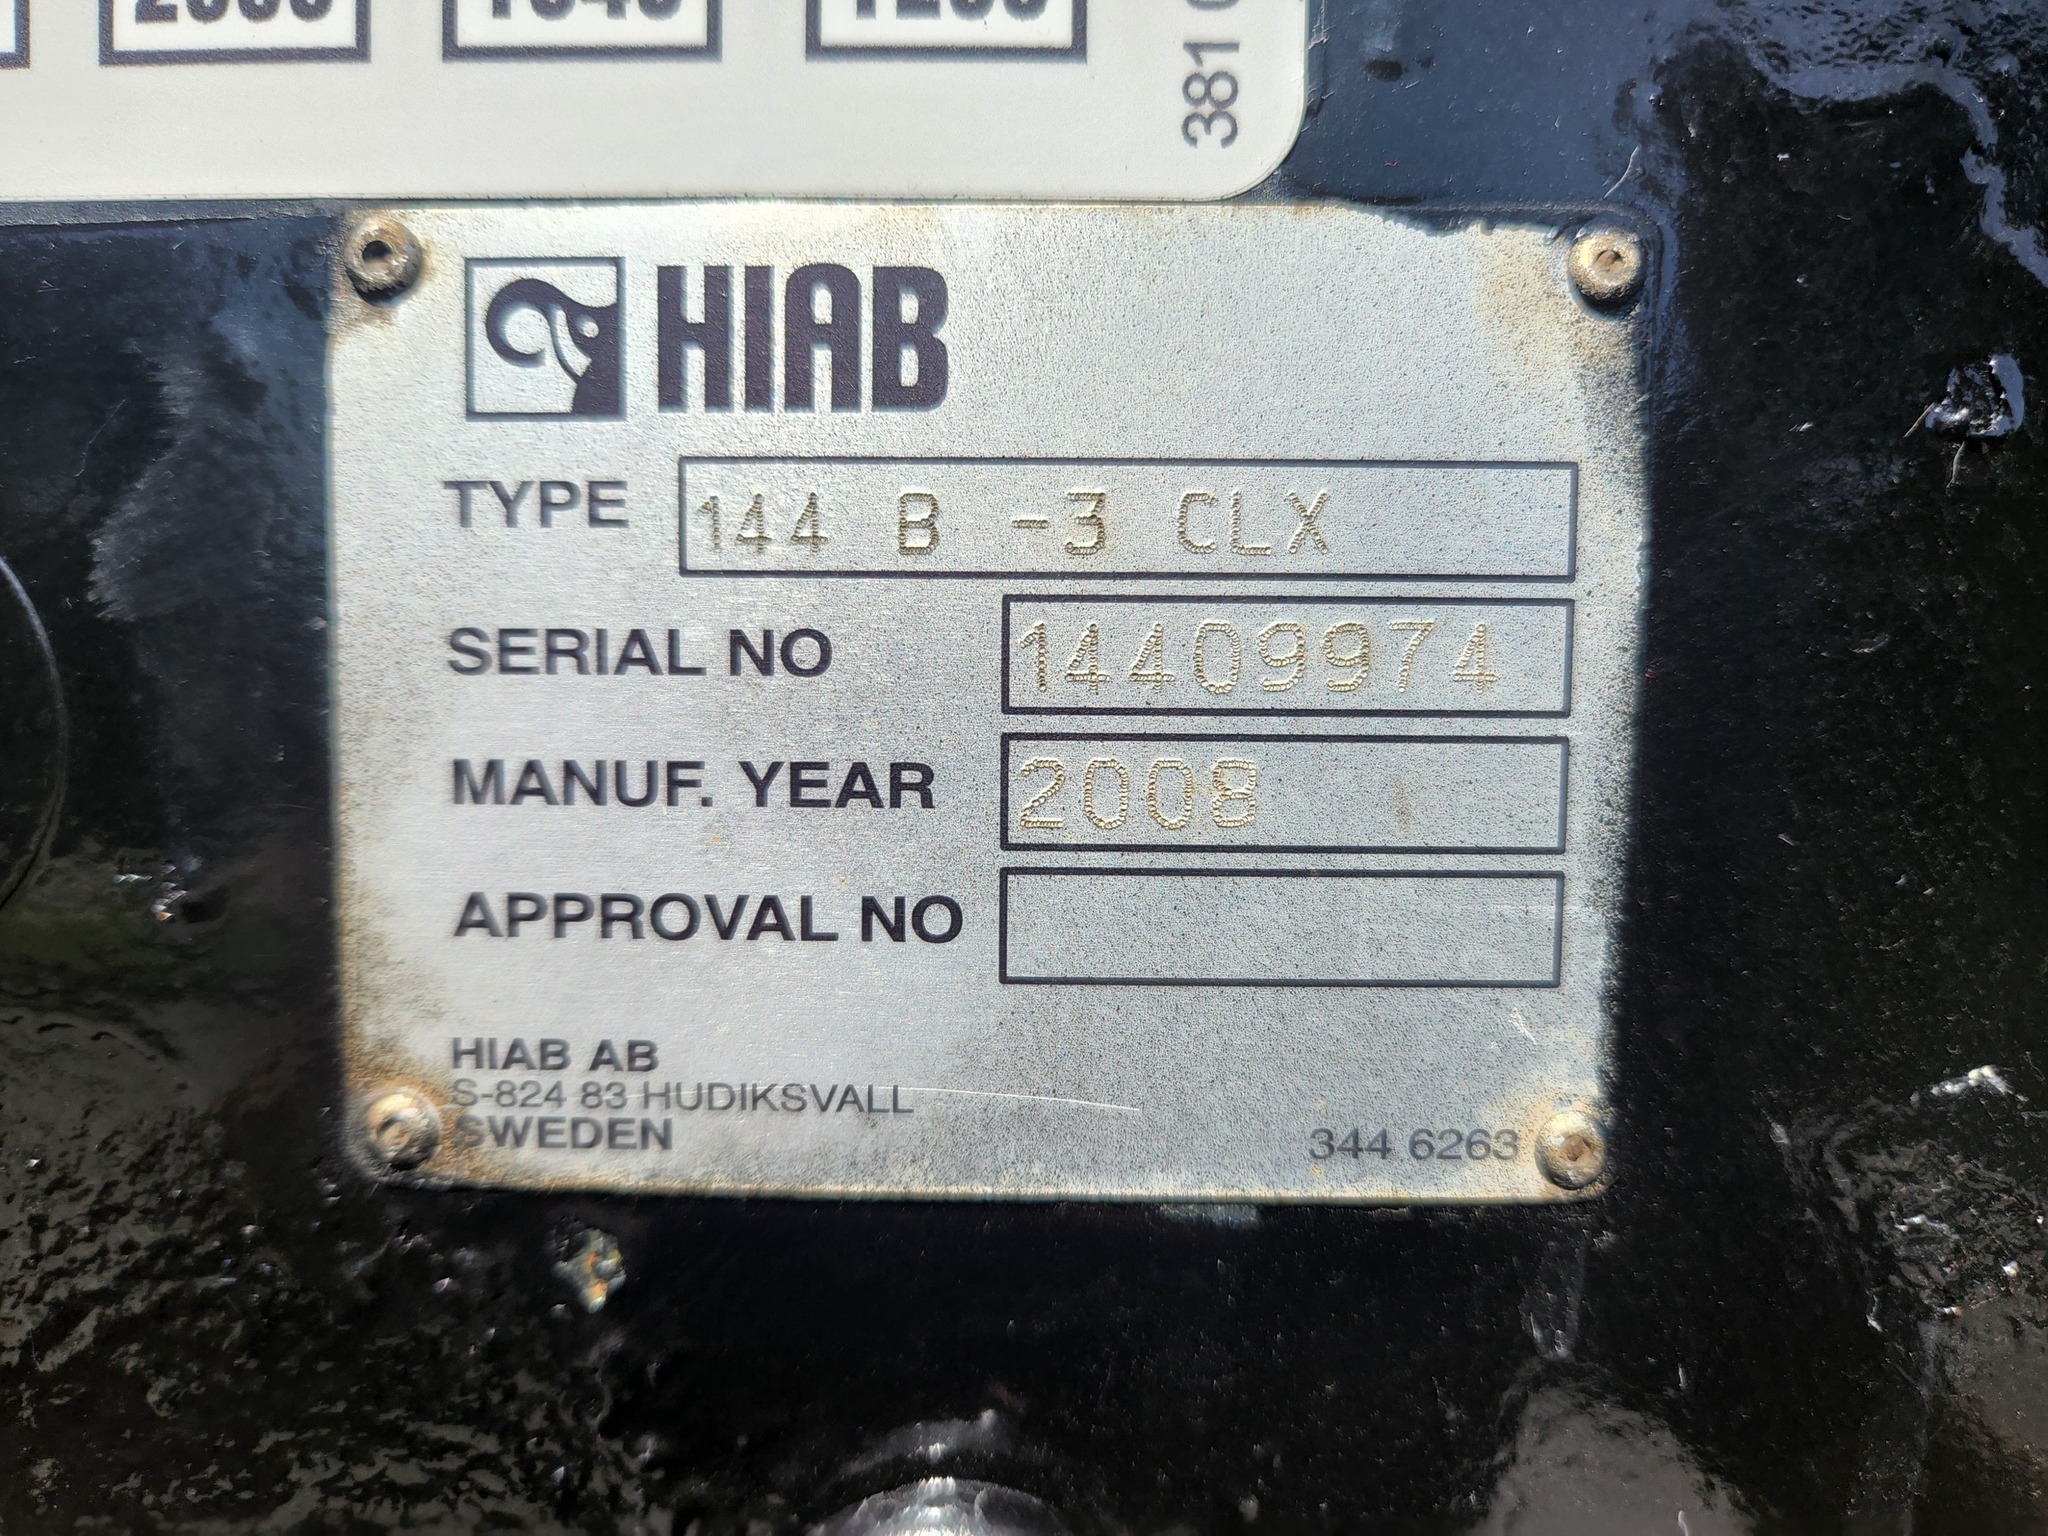 381
HIAB
TYPE 144 B -3 CLX
SERIAL NO 14409974
MANUF. YEAR 2008
APPROVAL NO
HIAB AB
S-824 83 HUDIKSVALL
SWEDEN
344 6263